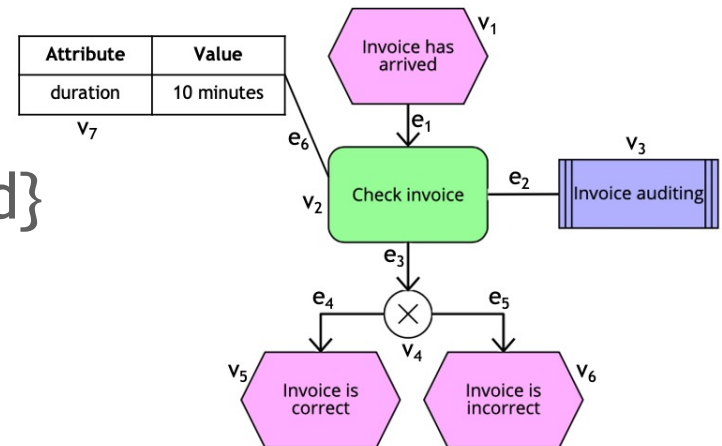 v1
Invoice has
arrived
Attribute Value
duration 10 minutes
v7
e1
e6
v3
d}
v2
Check invoice
e2
Invoice auditing
e3
e4
e5
v4
v5
Invoice is
correct
Invoice is
incorrect
v6